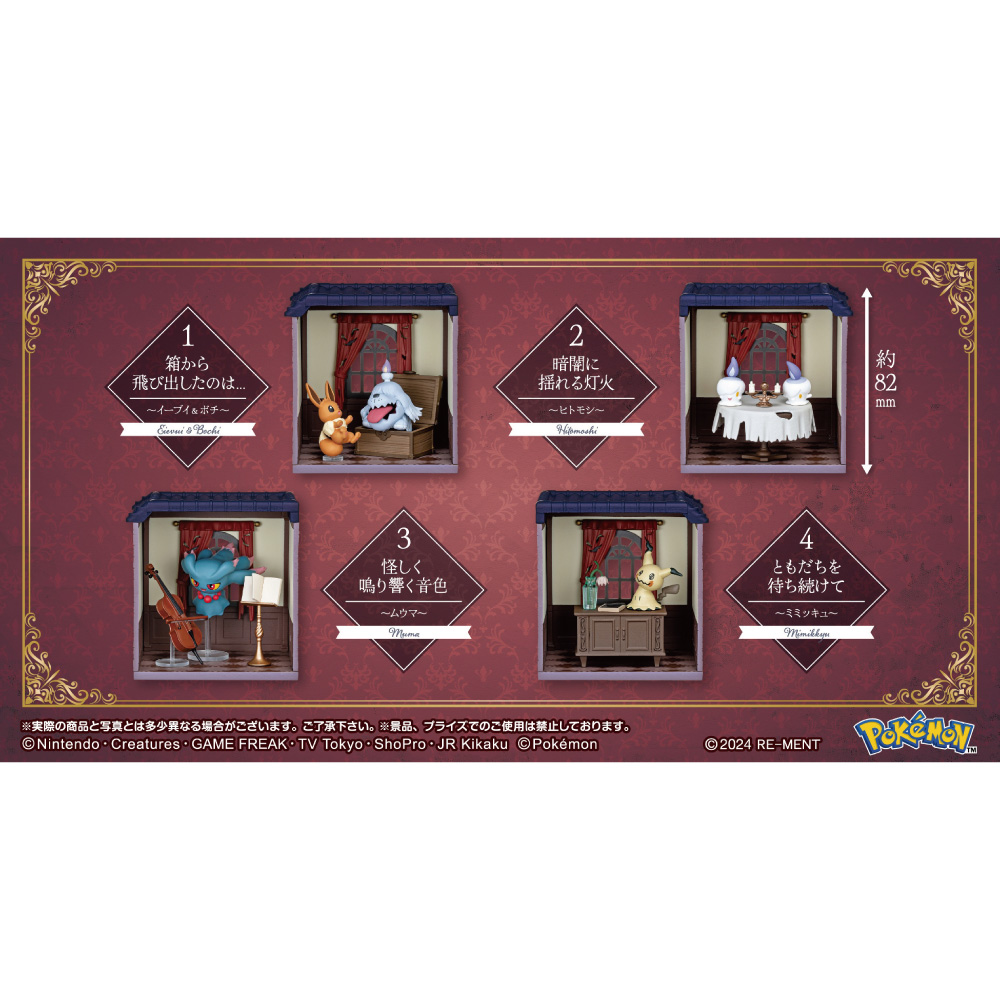 1
箱から
飛び出したのは...
～イーブイ&ボチ～
Eievui & Bochi
2
暗闇に
揺れる灯火
～ヒトモシ～
Hitomoshi
約
82
mm
3
怪しく
鳴り響く音色
～ムウマ～
Muma
4
ともだちを
待ち続けて
～ミミッキュ～
Mimikkyu
※実際の商品と写真とは多少異なる場合がございます。ご了承下さい。※景品、プライズでのご使用は禁止しております。
©Nintendo・Creatures・GAME FREAK・TV Tokyo・ShoPro・JR Kikaku ©Pokémon
©2024 RE-MENT
POKéMON TM